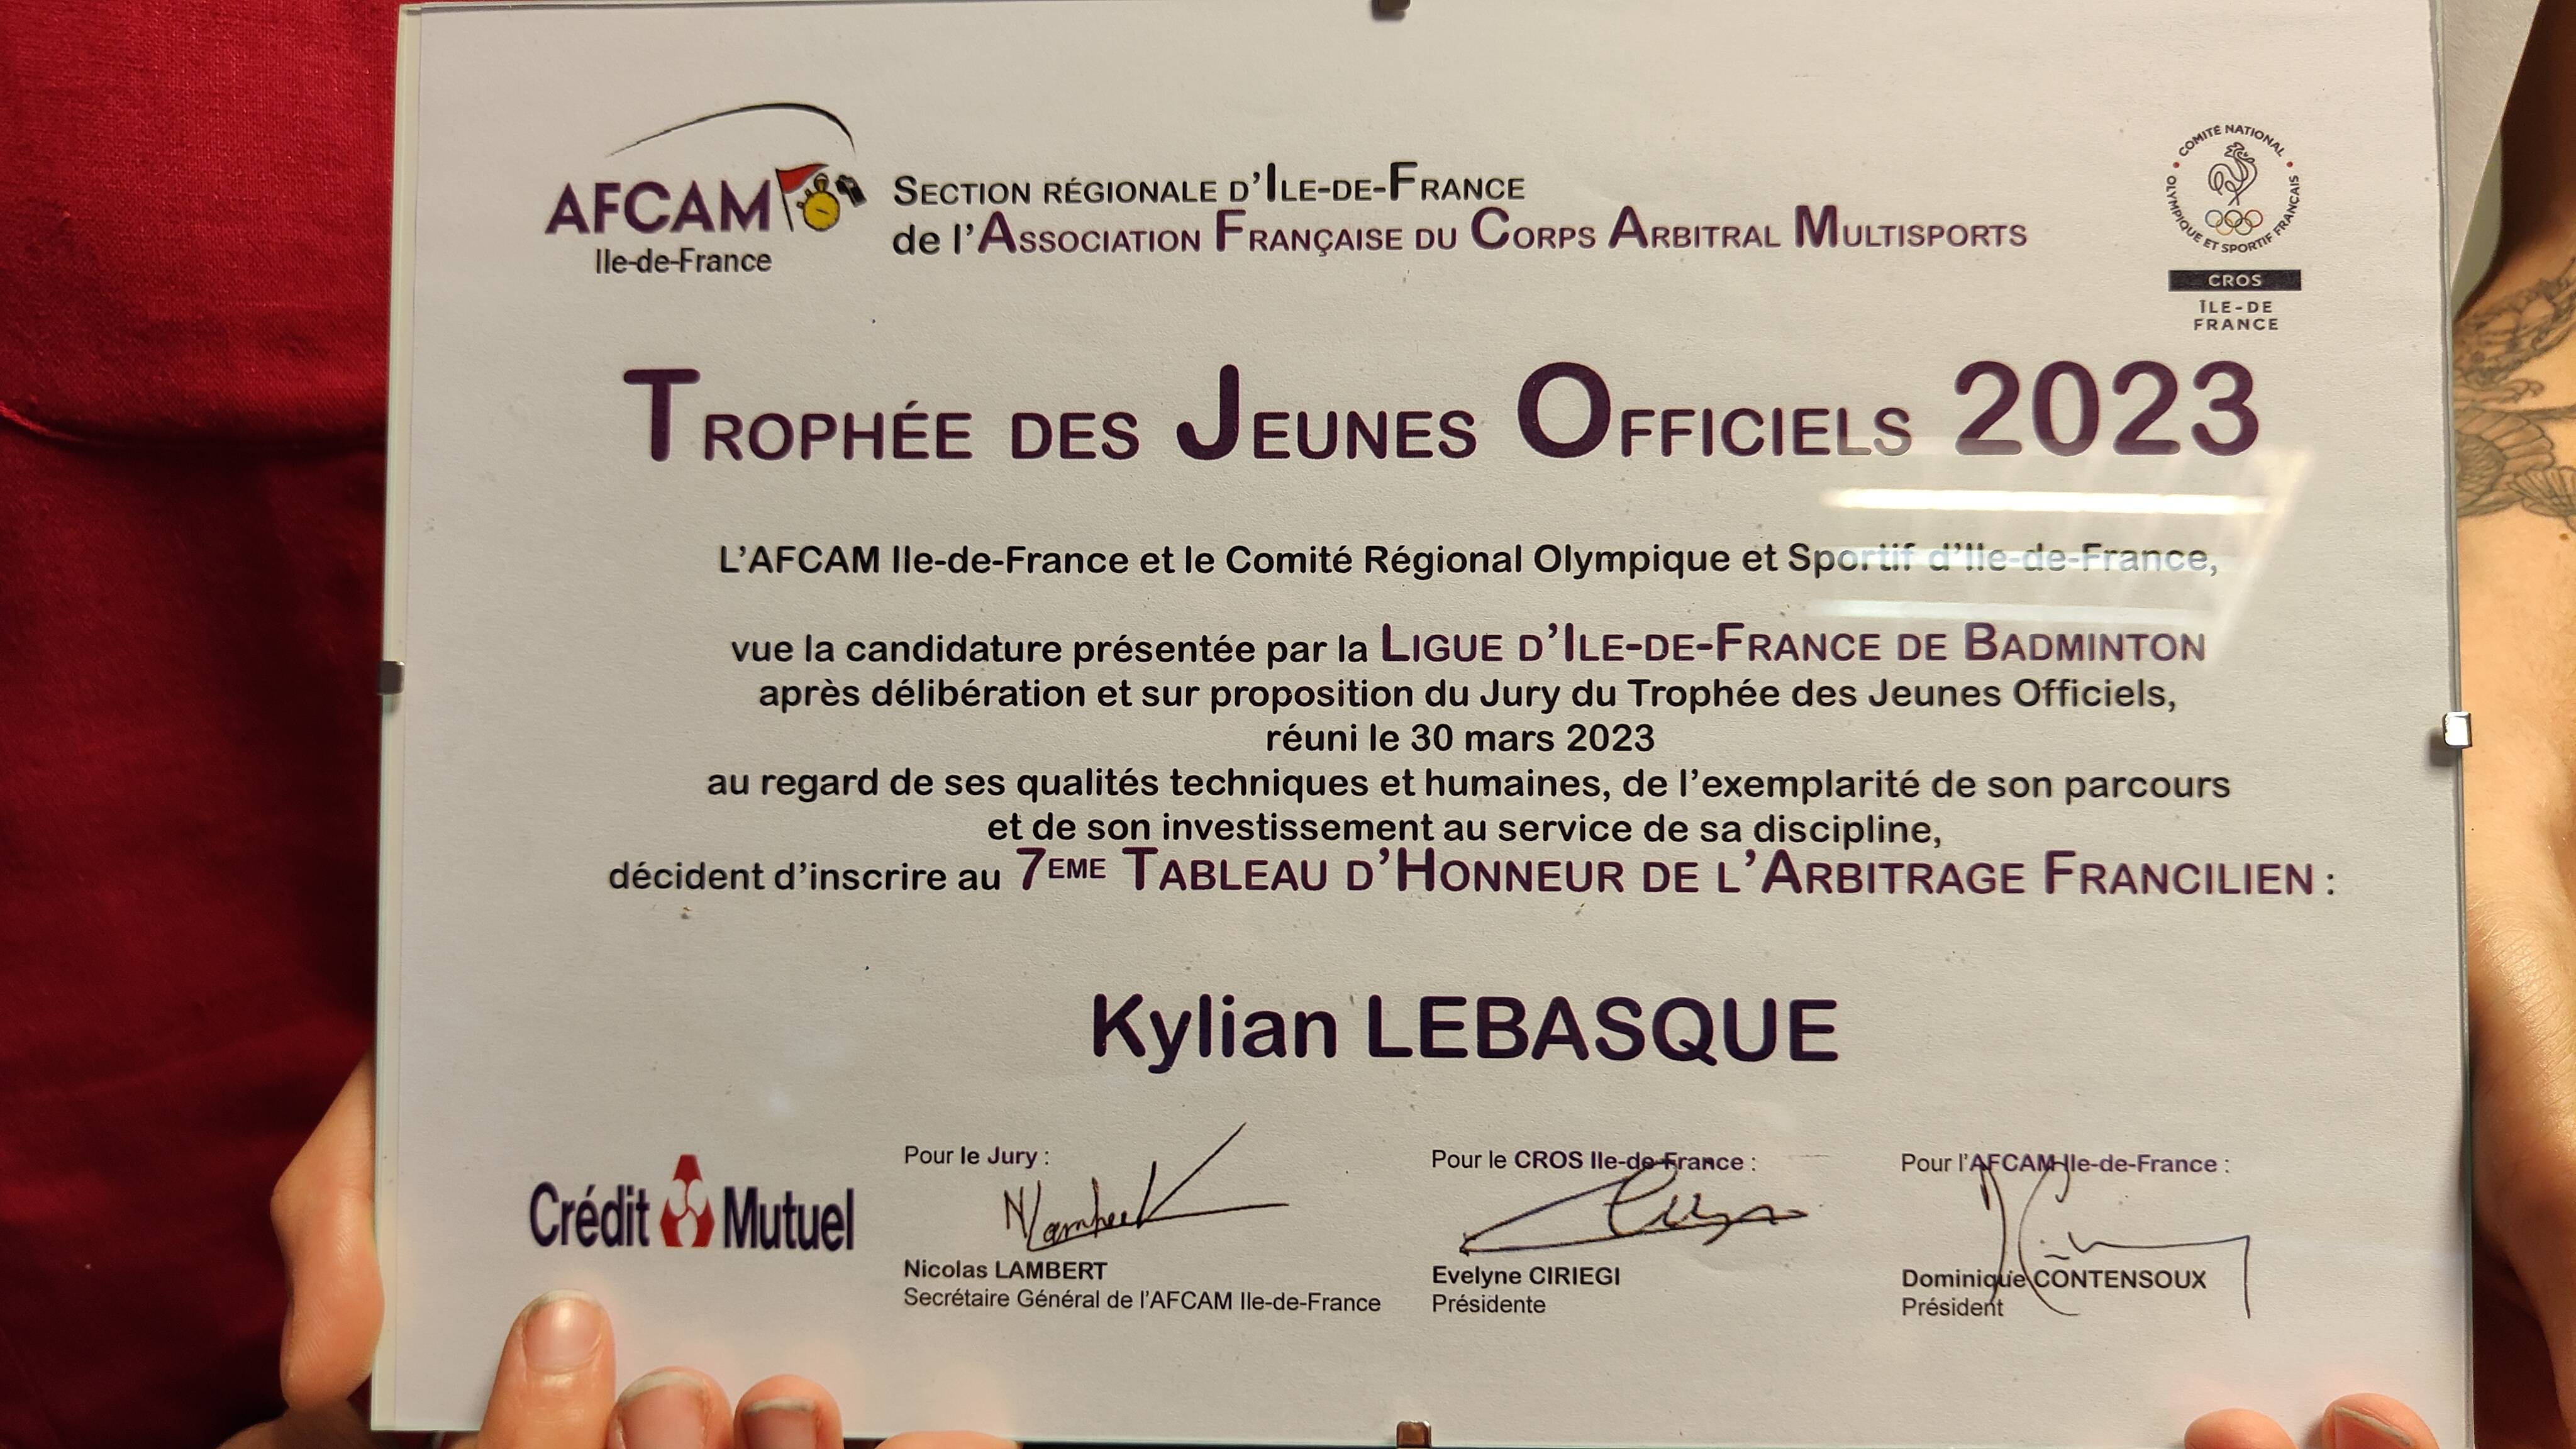 AFCAM
Ile-de-France
SECTION RÉGIONALE D'ILE-DE-FRANCE
de l'ASSOCIATION FRANÇAISE DU CORPS ARBITRAL MULTISPORTS
COMITÉ NATIONAL OLYMPIQUE ET SPORTIF FRANÇAIS
CROS
ÎLE-DE
FRANCE
TROPHÉE DES JEUNES OFFICIELS 2023
L'AFCAM Ile-de-France et le Comité Régional Olympique et Sportif d'Ile-de-France,
vue la candidature présentée par la LIGUE D'ILE-DE-FRANCE DE BADMINTON
après délibération et sur proposition du Jury du Trophée des Jeunes Officiels,
réuni le 30 mars 2023
au regard de ses qualités techniques et humaines, de l'exemplarité de son parcours
et de son investissement au service de sa discipline,
décident d'inscrire au 7EME TABLEAU D'HONNEUR DE L'ARBITRAGE FRANCILIEN :
Kylian LEBASQUE
Crédit Mutuel
Pour le Jury :
Nicolas LAMBERT
Secrétaire Général de l'AFCAM Ile-de-France
Pour le CROS Ile-de-France :
Evelyne CIRIEGI
Présidente
Pour l'AFCAM Ile-de-France :
Dominique CONTENSOUX
Président